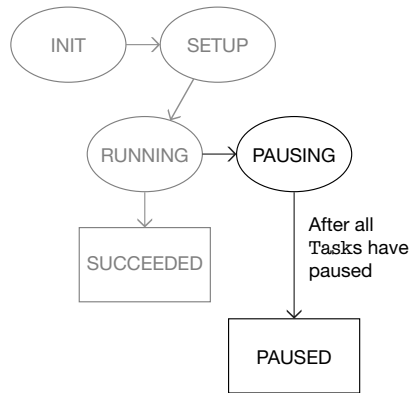 INIT
SETUP
RUNNING
PAUSING
After all
Tasks have
paused
SUCCEEDED
PAUSED